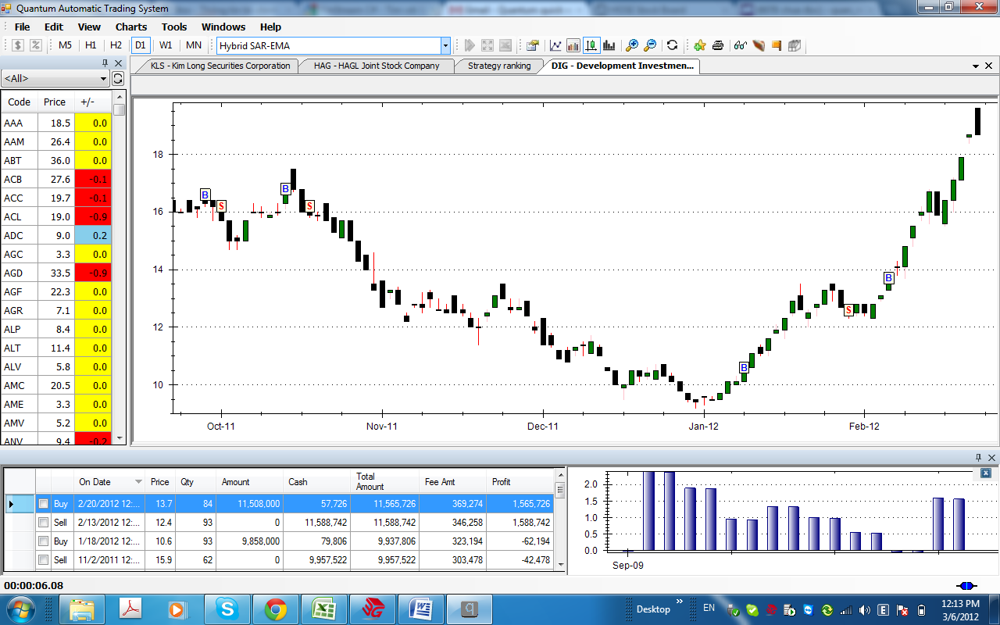 Quantum Automatic Trading System
File Edit View Charts Tools Windows Help
$ % M5 H1 H2 D1 W1 MN Hybrid SAR-EMA
KLS - Kim Long Securities Corporation HAG - HAGL Joint Stock Company Strategy ranking DIG - Development Investmen...
<All>
Code Price +/-
AAA 18.5 0.0
AAM 26.4 0.0
ABT 36.0 0.0
ACB 27.6 -0.1
ACC 19.7 -0.1
ACL 19.0 -0.9
ADC 9.0 0.2
AGC 3.3 0.0
AGD 33.5 -0.9
AGF 22.3 0.0
AGR 7.1 0.0
ALP 8.4 0.0
ALT 11.4 0.0
ALV 5.8 0.0
AMC 20.5 0.0
AME 3.3 0.0
AMV 5.2 0.0
ANV 9.4 -0.2
18
16
14
12
10
B S B S B S B
Oct-11 Nov-11 Dec-11 Jan-12 Feb-12
On Date Price Qty Amount Cash Total Amount Fee Amt Profit
Buy 2/20/2012 12:... 13.7 84 11,508,000 57,726 11,565,726 369,274 1,565,726
Sell 2/13/2012 12:... 12.4 93 0 11,588,742 11,588,742 346,258 1,588,742
Buy 1/18/2012 12:... 10.6 93 9,858,000 79,806 9,937,806 323,194 -62,194
Sell 11/2/2011 12:... 15.9 62 0 9,957,522 9,957,522 303,478 -42,478
2.0
1.5
1.0
0.5
0.0
Sep-09
00:00:06.08
Desktop » EN 12:13 PM
3/6/2012